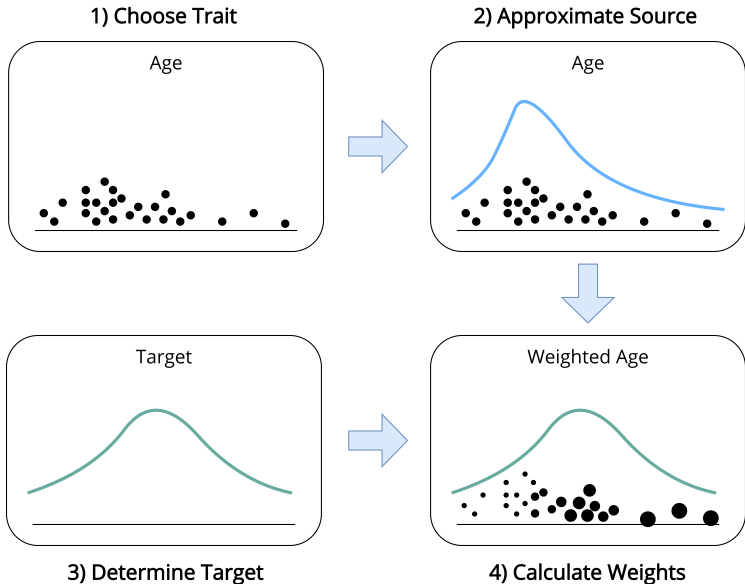 1) Choose Trait
Age
2) Approximate Source
Age
Target
3) Determine Target
Weighted Age
4) Calculate Weights